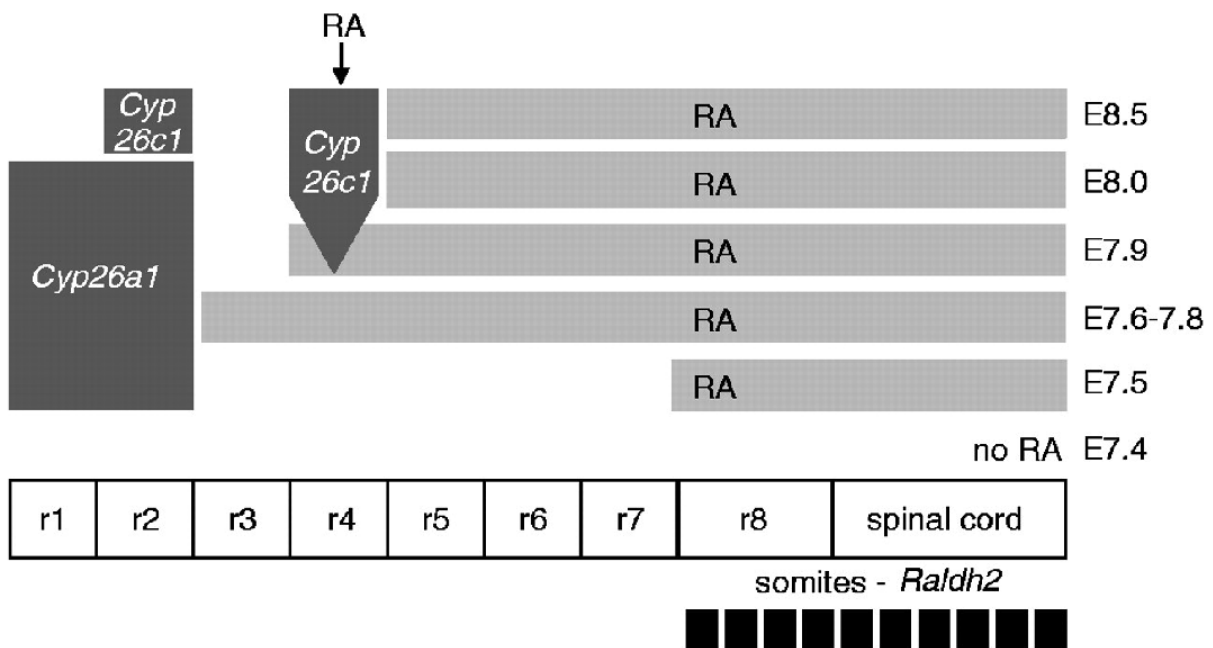 RA
Cyp
26c1
Cyp
26c1
RA
E8.5
RA
E8.0
RA
E7.9
Cyp26a1
RA
E7.6-7.8
RA
E7.5
no RA E7.4
r1 r2 r3 r4 r5 r6 r7 r8 spinal cord
somites - Raldh2